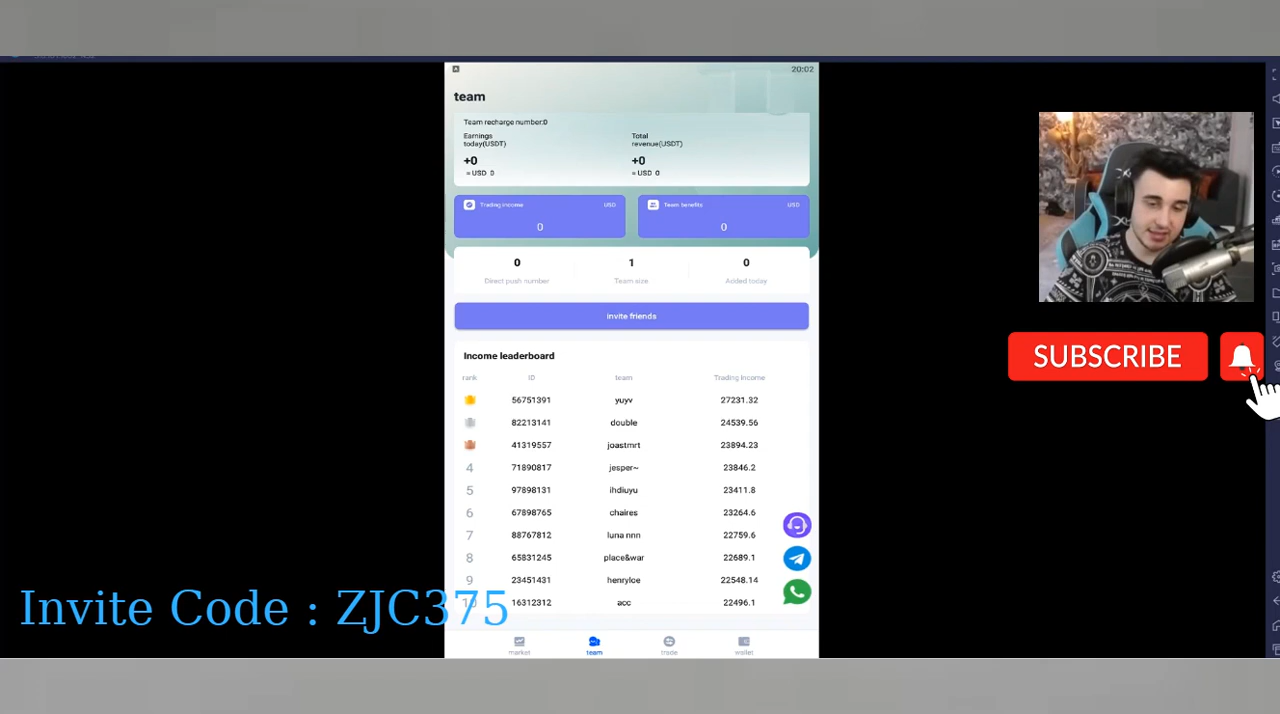 20:02
team
Team recharge number:0
Earnings today(USDT)
Total revenue(USDT)
+0
+0
≈USD 0
≈USD 0
Trading income USD
Team benefits USD
0
0
0 1 0
Direct push number Team size Added today
Invite friends
SUBSCRIBE
Income leaderboard
rank ID team Trading Income
56751391 yuyv 27231.32
82213141 double 24539.56
41319557 joastmrt 23894.23
4 71890817 jesper~ 23846.2
5 97898131 ihdiuyu 23411.8
6 67898765 chaires 23264.6
7 88767812 luna nnn 22759.6
8 65831245 place&war 22689.1
9 23451431 henryloe 22548.14
10 16312312 acc 22496.1
Invite Code : ZJC375
market team trade wallet